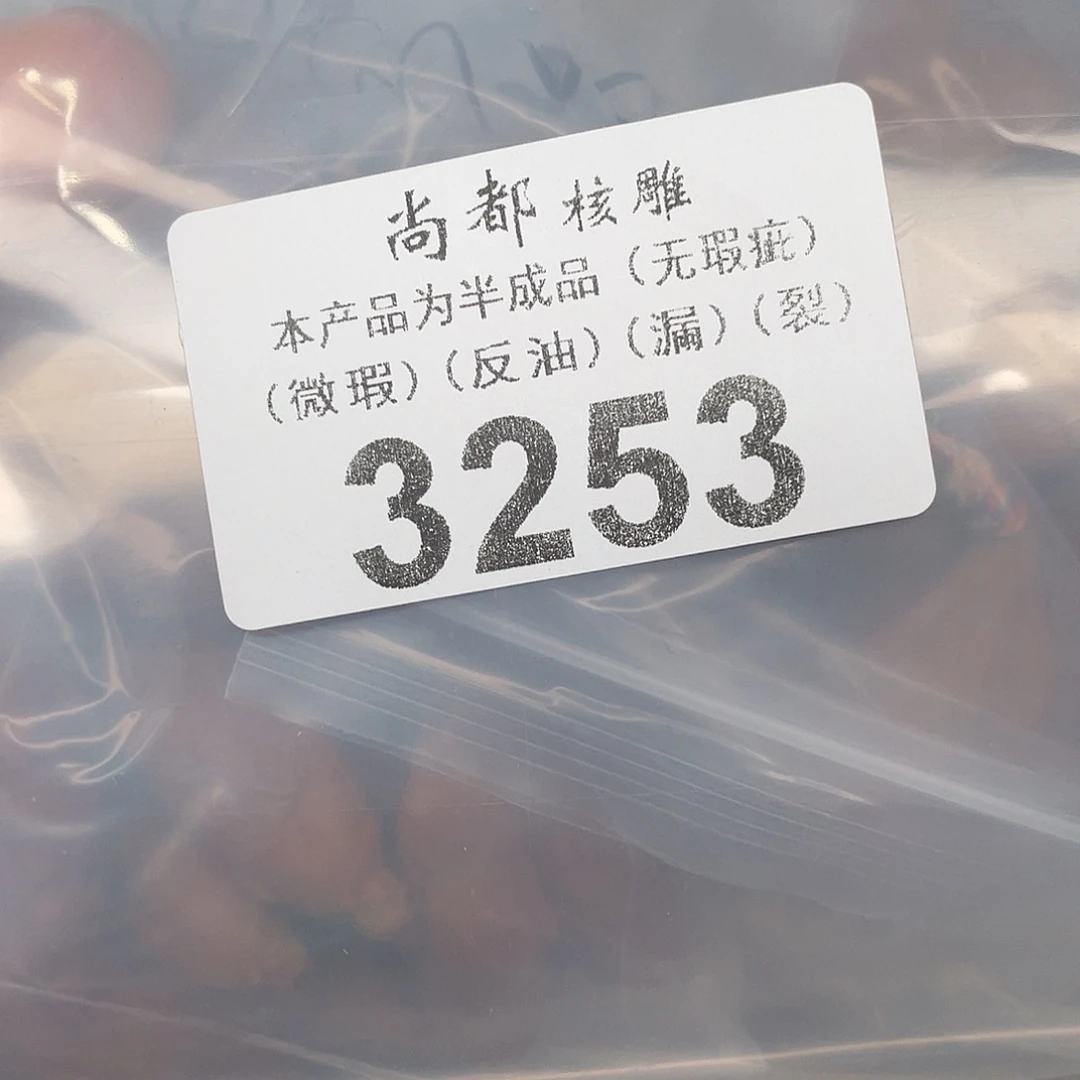 尚都核雕
本产品为半成品（无瑕疵）
（微瑕）（反油）（漏）（裂）
3253